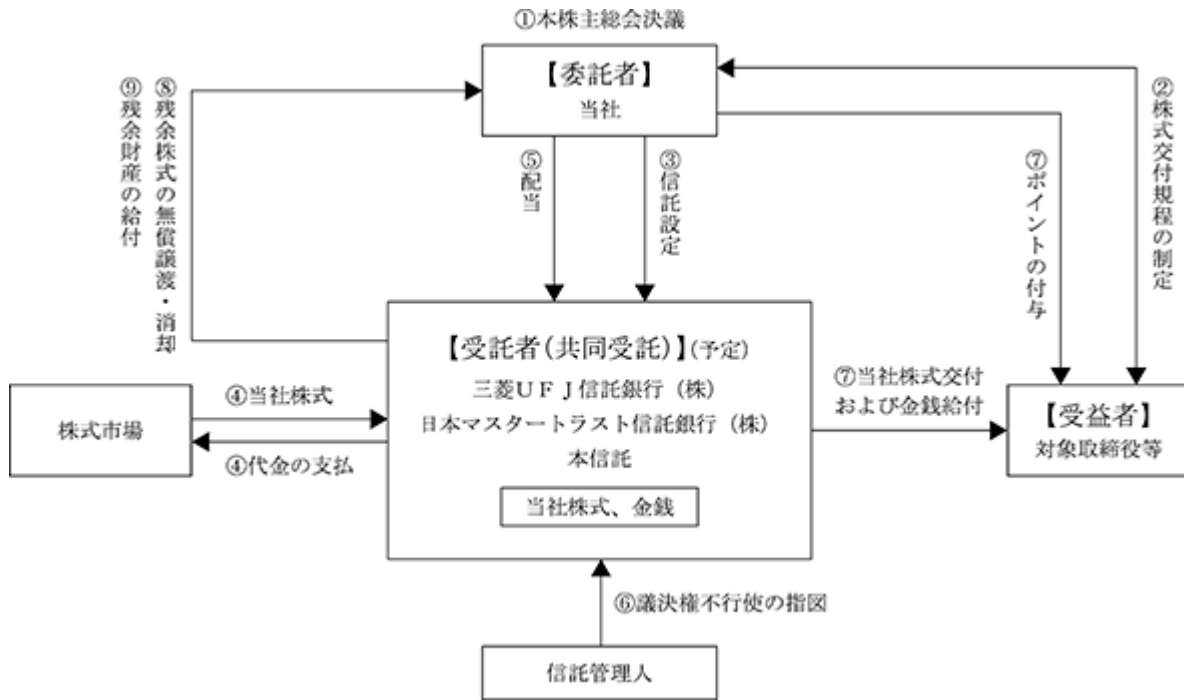 ①本株主総会決議
【委託者】
当社
⑨残余財産の給付
⑧残余株式の無償譲渡・消却
⑤配当
③信託設定
⑦ポイントの付与
②株式交付規程の制定
【受託者(共同受託)】(予定)
三菱UFJ信託銀行(株)
日本マスタートラスト信託銀行(株)
本信託
当社株式、金銭
株式市場
④当社株式
④代金の支払
⑦当社株式交付
および金銭給付
【受益者】
対象取締役等
⑥議決権不行使の指図
信託管理人